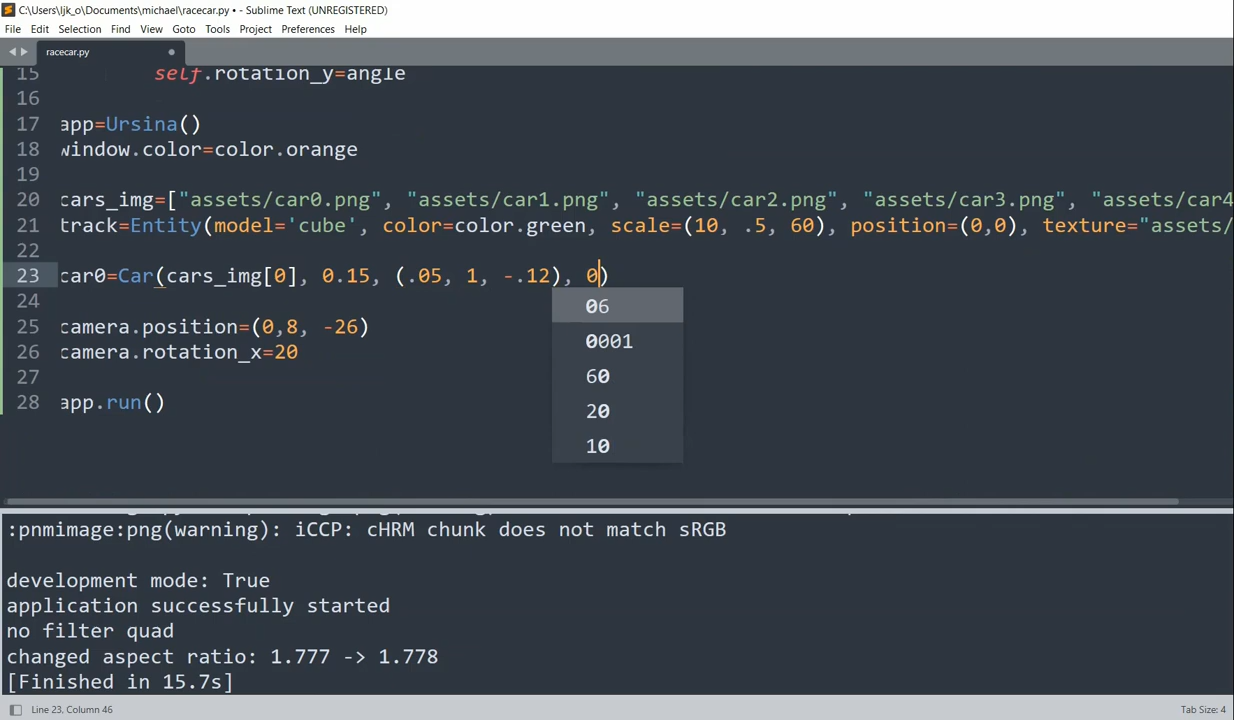 C:\Users\ljk_o\Documents\michael\racecar.py • - Sublime Text (UNREGISTERED)
File Edit Selection Find View Goto Tools Project Preferences Help
racecar.py
15 self.rotation_y=angle
16
17 app=Ursina()
18 window.color=color.orange
19
20 cars_img=["assets/car0.png", "assets/car1.png", "assets/car2.png", "assets/car3.png", "assets/car4
21 track=Entity(model='cube', color=color.green, scale=(10, .5, 60), position=(0,0), texture="assets/
22
23 car0=Car(cars_img[0], 0.15, (.05, 1, -.12), 0)
06
24
0001
25 camera.position=(0,8, -26)
26 camera.rotation_x=20
60
27
28 app.run()
20
10
:pnmimage:png(warning): iCCP: cHRM chunk does not match sRGB
development mode: True
application successfully started
no filter quad
changed aspect ratio: 1.777 -> 1.778
[Finished in 15.7s]
Line 23, Column 46
Tab Size: 4